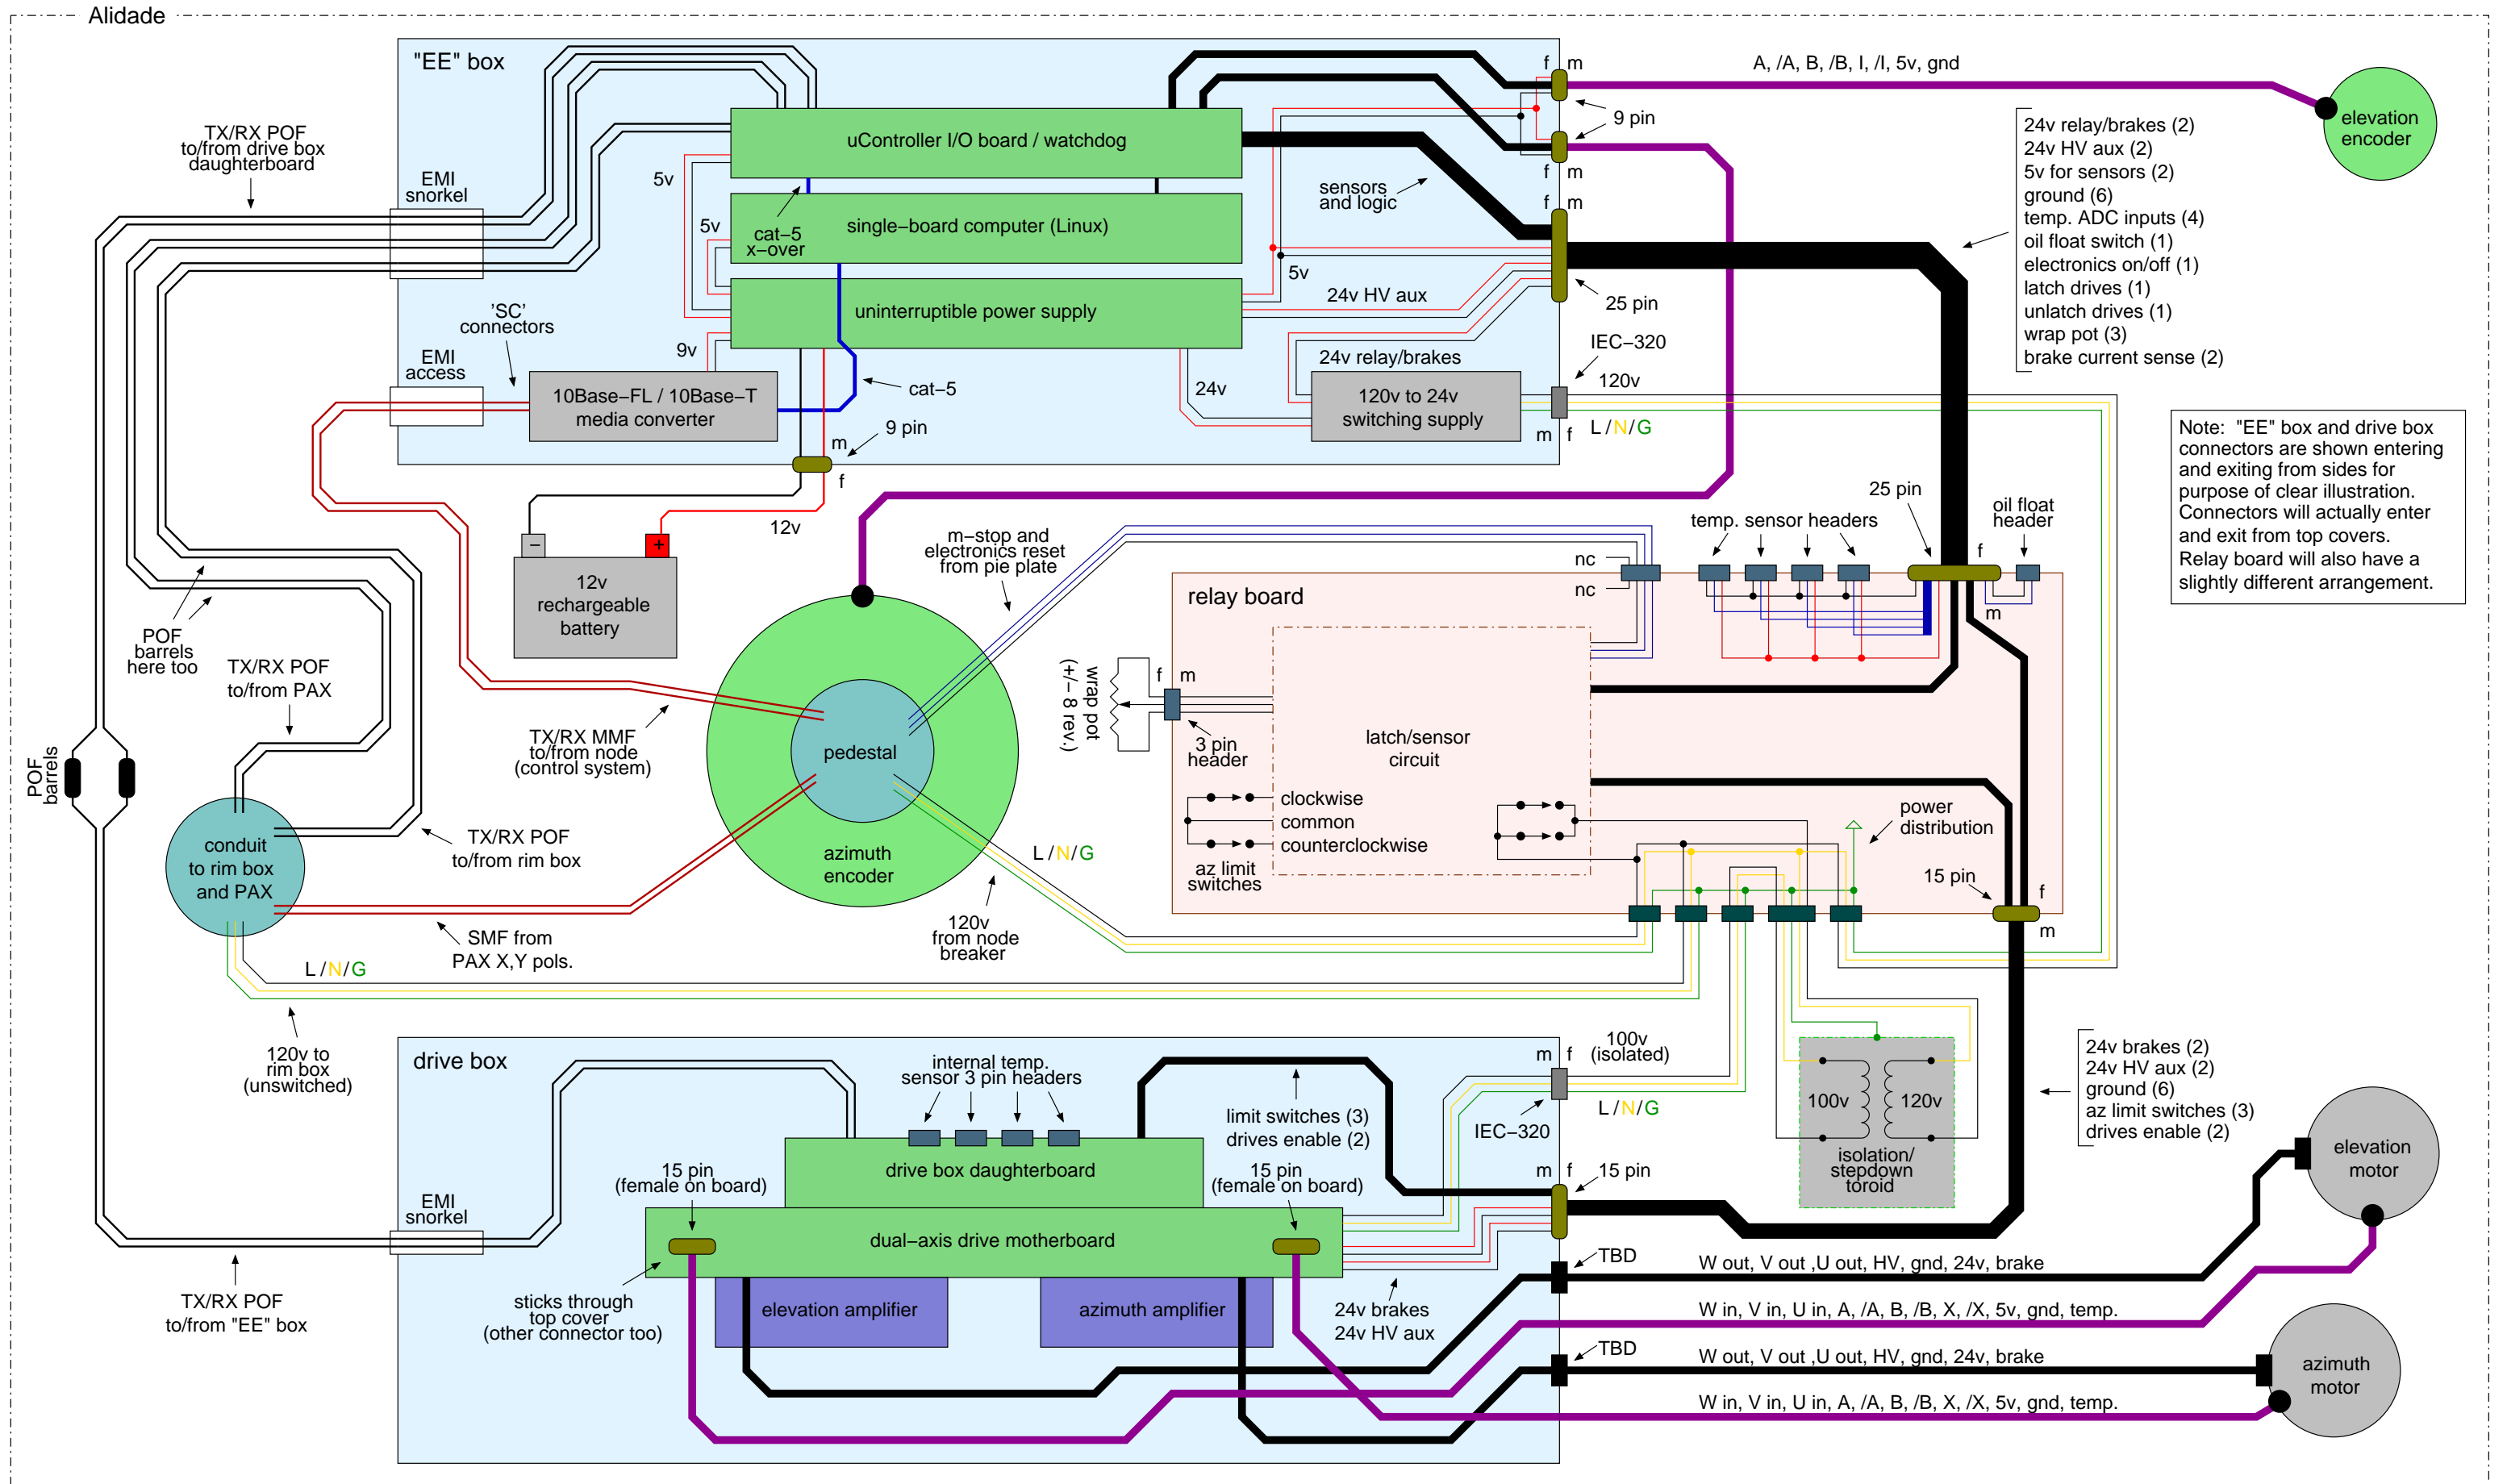 Alidade
"EE" box
f
m
A, /A, B, /B, I, /I, 5v, gnd
9 pin
f
m
elevation
encoder
24v relay/brakes (2)
24v HV aux (2)
5v for sensors (2)
ground (6)
temp. ADC inputs (4)
oil float switch (1)
electronics on/off (1)
latch drives (1)
unlatch drives (1)
wrap pot (3)
brake current sense (2)
TX/RX POF
to/from drive box
daughterboard
EMI
snorkel
uController I/O board / watchdog
5v
cat-5
x-over
single-board computer (Linux)
5v
sensors
and logic
f
m
uninterruptible power supply
5v
24v HV aux
25 pin
'SC'
connectors
EMI
access
9v
10Base-FL / 10Base-T
media converter
cat-5
24v
24v relay/brakes
120v to 24v
switching supply
IEC-320
120v
m
f
L /N/G
m
9 pin
f
12v
Note: "EE" box and drive box
connectors are shown entering
and exiting from sides for
purpose of clear illustration.
Connectors will actually enter
and exit from top covers.
Relay board will also have a
slightly different arrangement.
−
+
12v
rechargeable
battery
m-stop and
electronics reset
from pie plate
nc
nc
temp. sensor headers
25 pin
f
m
oil float
header
relay board
POF
barrels
here too
TX/RX POF
to/from PAX
TX/RX MMF
to/from node
(control system)
pedestal
azimuth
encoder
wrap pot
(+/- 8 rev.)
f
m
3 pin
header
latch/sensor
circuit
clockwise
common
counterclockwise
az limit
switches
power
distribution
15 pin
f
m
POF
barrels
conduit
to rim box
and PAX
TX/RX POF
to/from rim box
L /N/G
120v
from node
breaker
SMF from
PAX X,Y pols.
L /N/G
120v to
rim box
(unswitched)
drive box
internal temp.
sensor 3 pin headers
limit switches (3)
drives enable (2)
m
f
100v
(isolated)
IEC-320
L /N/G
100v
120v
isolation/
stepdown
toroid
24v brakes (2)
24v HV aux (2)
ground (6)
az limit switches (3)
drives enable (2)
elevation
motor
drive box daughterboard
15 pin
(female on board)
15 pin
(female on board)
m
f
15 pin
EMI
snorkel
dual-axis drive motherboard
TX/RX POF
to/from "EE" box
sticks through
top cover
(other connector too)
elevation amplifier
azimuth amplifier
24v brakes
24v HV aux
TBD
W out, V out ,U out, HV, gnd, 24v, brake
W in, V in, U in, A, /A, B, /B, X, /X, 5v, gnd, temp.
TBD
W out, V out ,U out, HV, gnd, 24v, brake
W in, V in, U in, A, /A, B, /B, X, /X, 5v, gnd, temp.
azimuth
motor